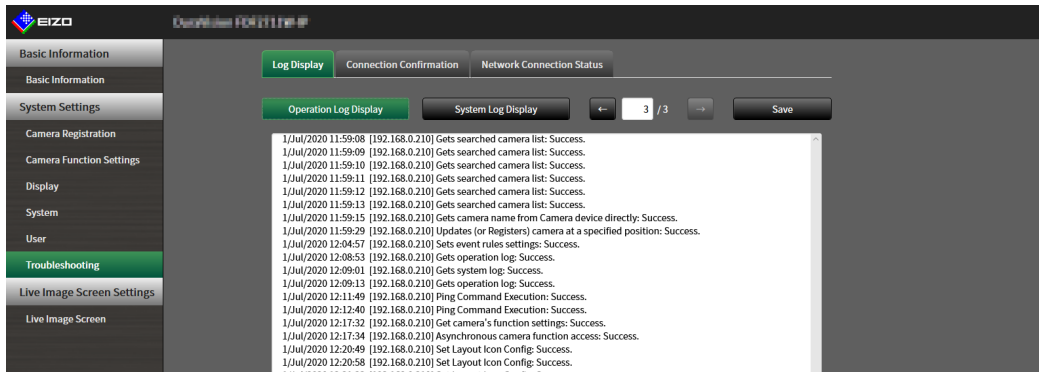 EIZO
Basic Information
Basic Information
System Settings
Camera Registration
Camera Function Settings
Display
System
User
Troubleshooting
Live Image Screen Settings
Live Image Screen
Log Display Connection Confirmation Network Connection Status
Operation Log Display System Log Display ← 3 / 3 → Save
1/Jul/2020 11:59:08 [192.168.0.210] Gets searched camera list: Success.
1/Jul/2020 11:59:09 [192.168.0.210] Gets searched camera list: Success.
1/Jul/2020 11:59:10 [192.168.0.210] Gets searched camera list: Success.
1/Jul/2020 11:59:11 [192.168.0.210] Gets searched camera list: Success.
1/Jul/2020 11:59:12 [192.168.0.210] Gets searched camera list: Success.
1/Jul/2020 11:59:13 [192.168.0.210] Gets searched camera list: Success.
1/Jul/2020 11:59:15 [192.168.0.210] Gets camera name from Camera device directly: Success.
1/Jul/2020 11:59:29 [192.168.0.210] Updates (or Registers) camera at a specified position: Success.
1/Jul/2020 12:04:57 [192.168.0.210] Sets event rules settings: Success.
1/Jul/2020 12:08:53 [192.168.0.210] Gets operation log: Success.
1/Jul/2020 12:09:01 [192.168.0.210] Gets system log: Success.
1/Jul/2020 12:09:13 [192.168.0.210] Gets operation log: Success.
1/Jul/2020 12:11:49 [192.168.0.210] Ping Command Execution: Success.
1/Jul/2020 12:12:40 [192.168.0.210] Ping Command Execution: Success.
1/Jul/2020 12:17:32 [192.168.0.210] Get camera's function settings: Success.
1/Jul/2020 12:17:34 [192.168.0.210] Asynchronous camera function access: Success.
1/Jul/2020 12:20:49 [192.168.0.210] Set Layout Icon Config: Success.
1/Jul/2020 12:20:58 [192.168.0.210] Set Layout Icon Config: Success.